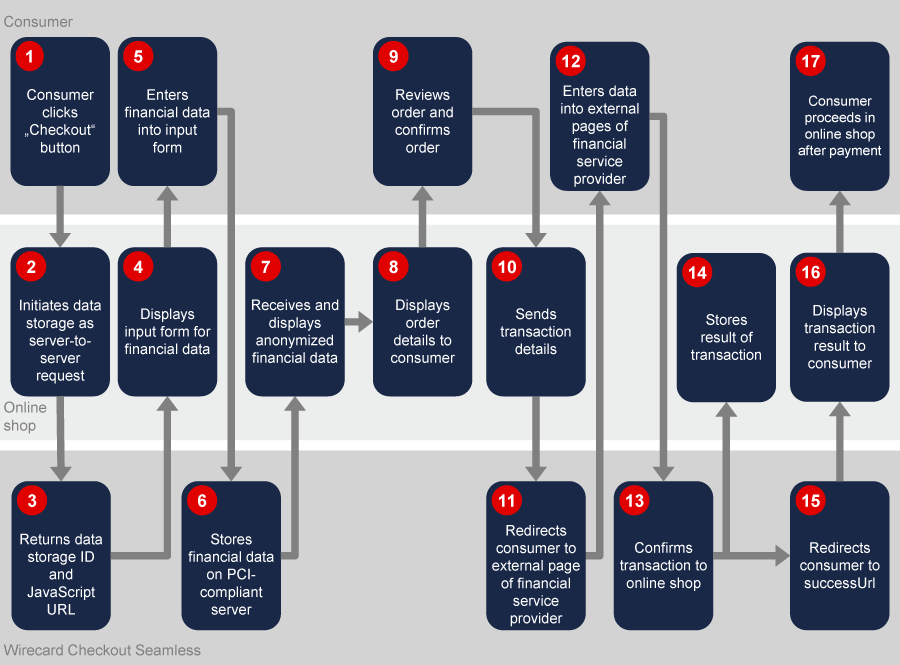 Consumer
1
Consumer
clicks
„Checkout“
button
5
Enters
financial data
into input
form
9
Reviews
order and
confirms
order
12
Enters data
into external
pages of
financial
service
provider
17
Consumer
proceeds in
online shop
after payment
2
Initiates data
storage as
server-to-
server
request
4
Displays
input form for
financial data
7
Receives and
displays
anonymized
financial data
8
Displays
order
details to
consumer
10
Sends
transaction
details
14
Stores
result of
transaction
16
Displays
transaction
result to
consumer
Online
shop
3
Returns data
storage ID
and
JavaScript
URL
6
Stores
financial data
on PCI-
compliant
server
11
Redirects
consumer to
external page
of financial
service
provider
13
Confirms
transaction to
online shop
15
Redirects
consumer to
successUrl
Wirecard Checkout Seamless